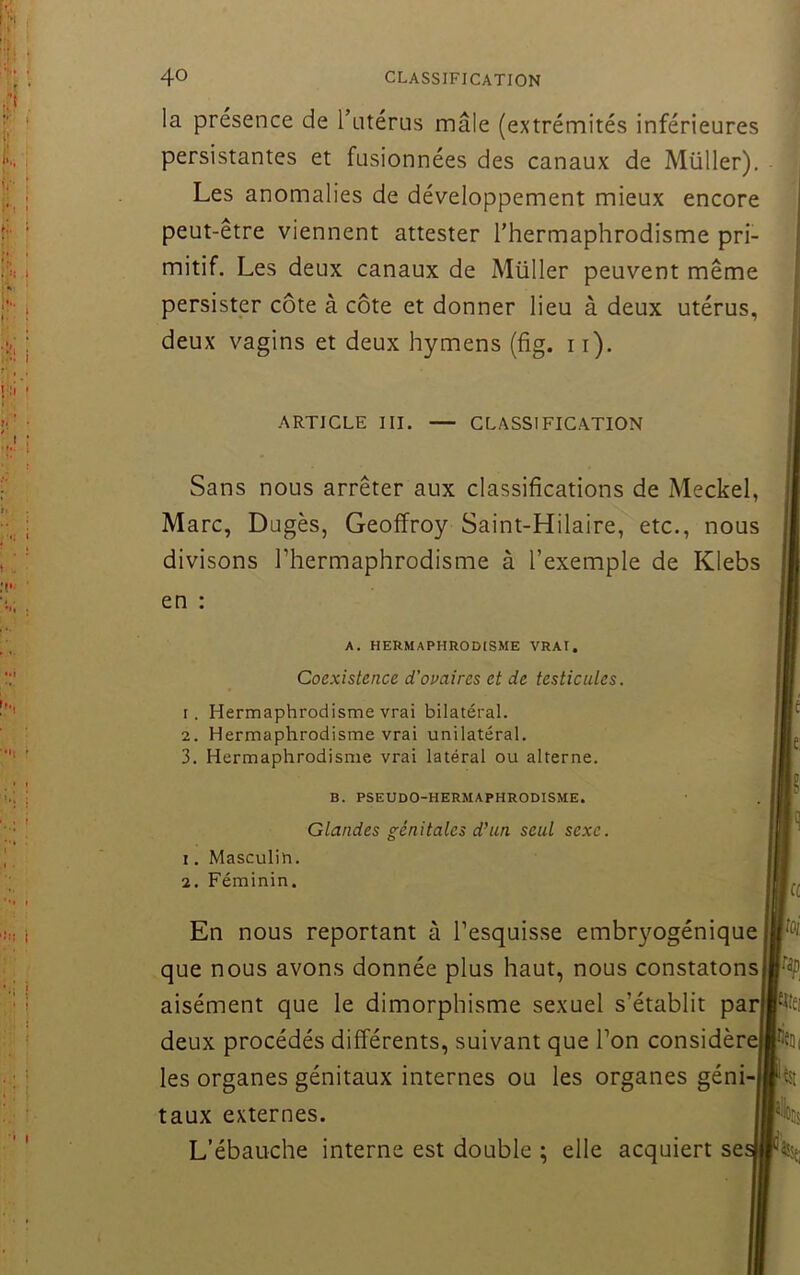 40 CLASSIFICATION
la présence de l'utérus mâle (extrémités inférieures
persistantes et fusionnées des canaux de Müller).
Les anomalies de développement mieux encore
peut-être viennent attester l'hermaphrodisme pri-
mitif. Les deux canaux de Müller peuvent même
persister côte à côte et donner lieu à deux utérus,
deux vagins et deux hymens (fig. 11).
ARTICLE III. — CLASSIFICATION
Sans nous arrêter aux classifications de Meckel,
Marc, Dugès, Geoffroy Saint-Hilaire, etc., nous
divisons l'hermaphrodisme à l'exemple de Klebs
en :
A. HERMAPHRODISME VRAI.
Coexistence d'ovaires et de testicules.
1. Hermaphrodisme vrai bilatéral.
2. Hermaphrodisme vrai unilatéral.
3. Hermaphrodisme vrai latéral ou alterne.
B. PSEUDO-HERMAPHRODISME.
Glandes génitales d'un seul sexe.
1. Masculin.
2. Féminin.
En nous reportant à l'esquisse embryogénique
que nous avons donnée plus haut, nous constatons
aisément que le dimorphisme sexuel s'établit par
deux procédés différents, suivant que l'on considère
les organes génitaux internes ou les organes géni-
taux externes.
L'ébauche interne est double ; elle acquiert ses